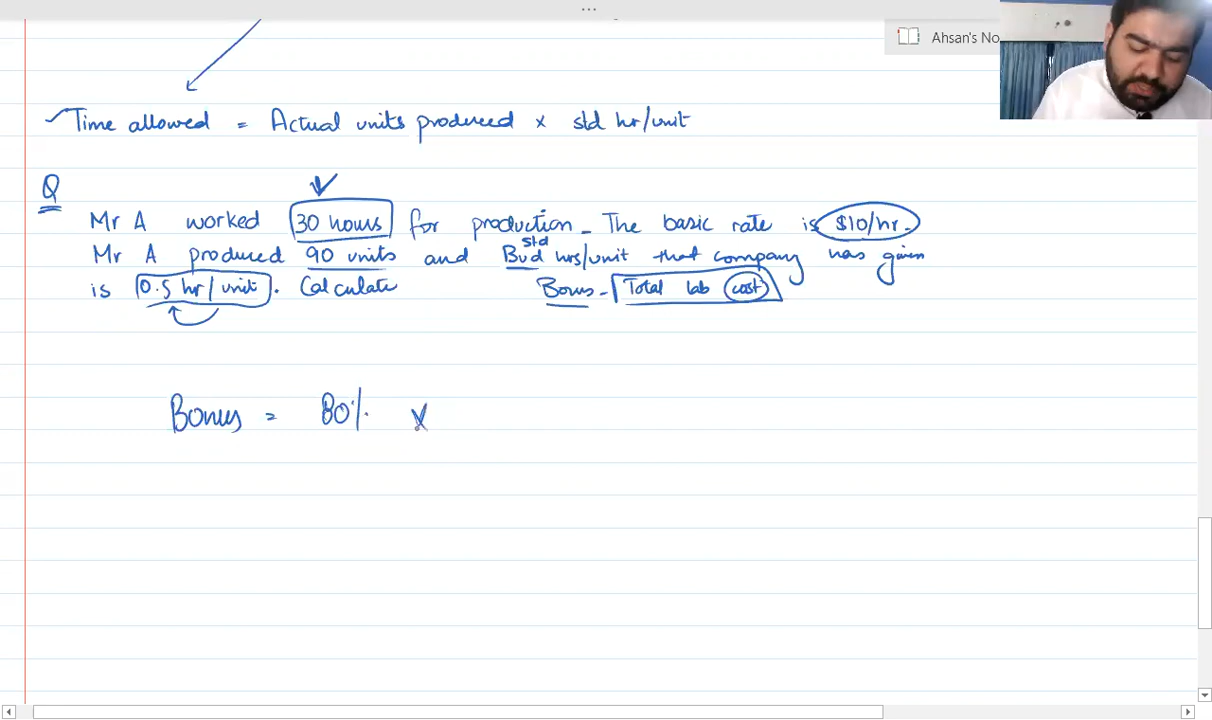 ...
Ahsan's No
Time allowed = Actual units produced x std hr/unit
Q
Mr A worked 30 hours for production - The basic rate is $10/hr.
std
Mr A produced 90 units and Bud hrs/unit that company has given
is 0.5 hr/unit. Calculate Bonus - Total lab cost
Bonus = 80% x